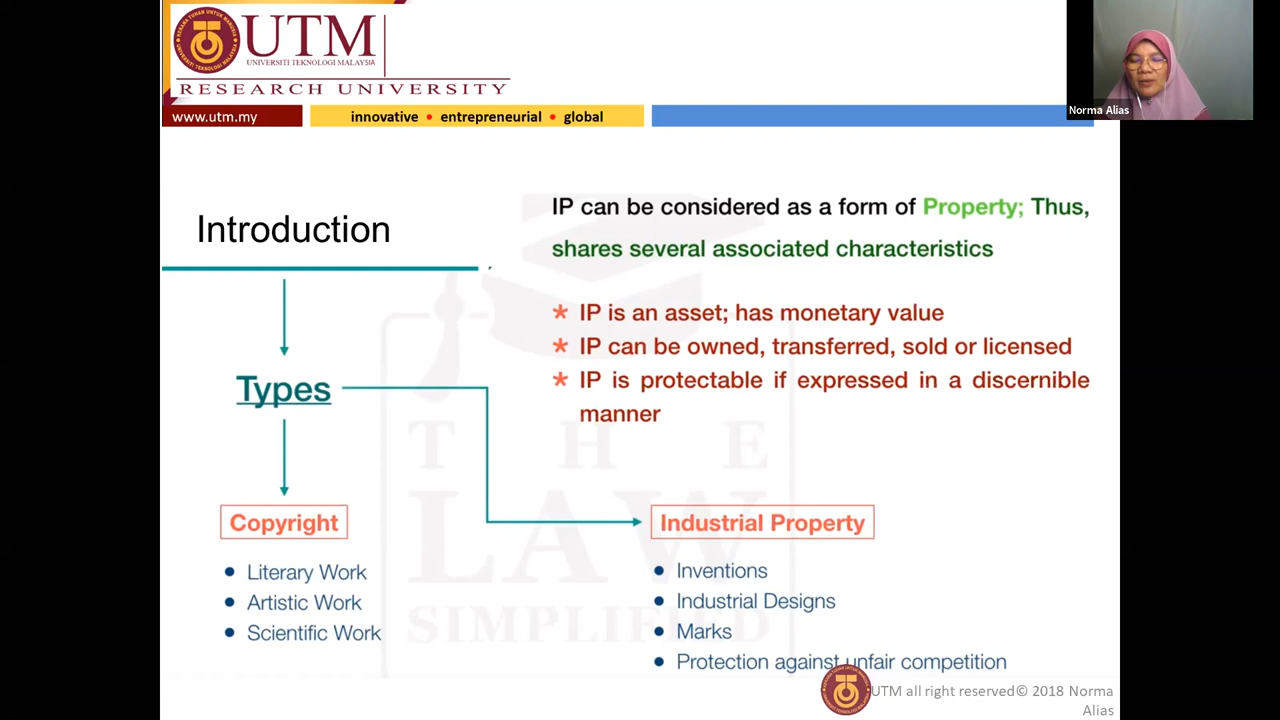 UTM
UNIVERSITI TEKNOLOGI MALAYSIA
RESEARCH UNIVERSITY
www.utm.my
innovative • entrepreneurial • global
Norma Alias
Introduction
IP can be considered as a form of Property; Thus,
shares several associated characteristics
* IP is an asset; has monetary value
* IP can be owned, transferred, sold or licensed
* IP is protectable if expressed in a discernible
manner
Types
THE
LAW
SIMPLIFIED
Copyright
• Literary Work
• Artistic Work
• Scientific Work
Industrial Property
• Inventions
• Industrial Designs
• Marks
• Protection against unfair competition
UTM all right reserved© 2018 Norma
Alias